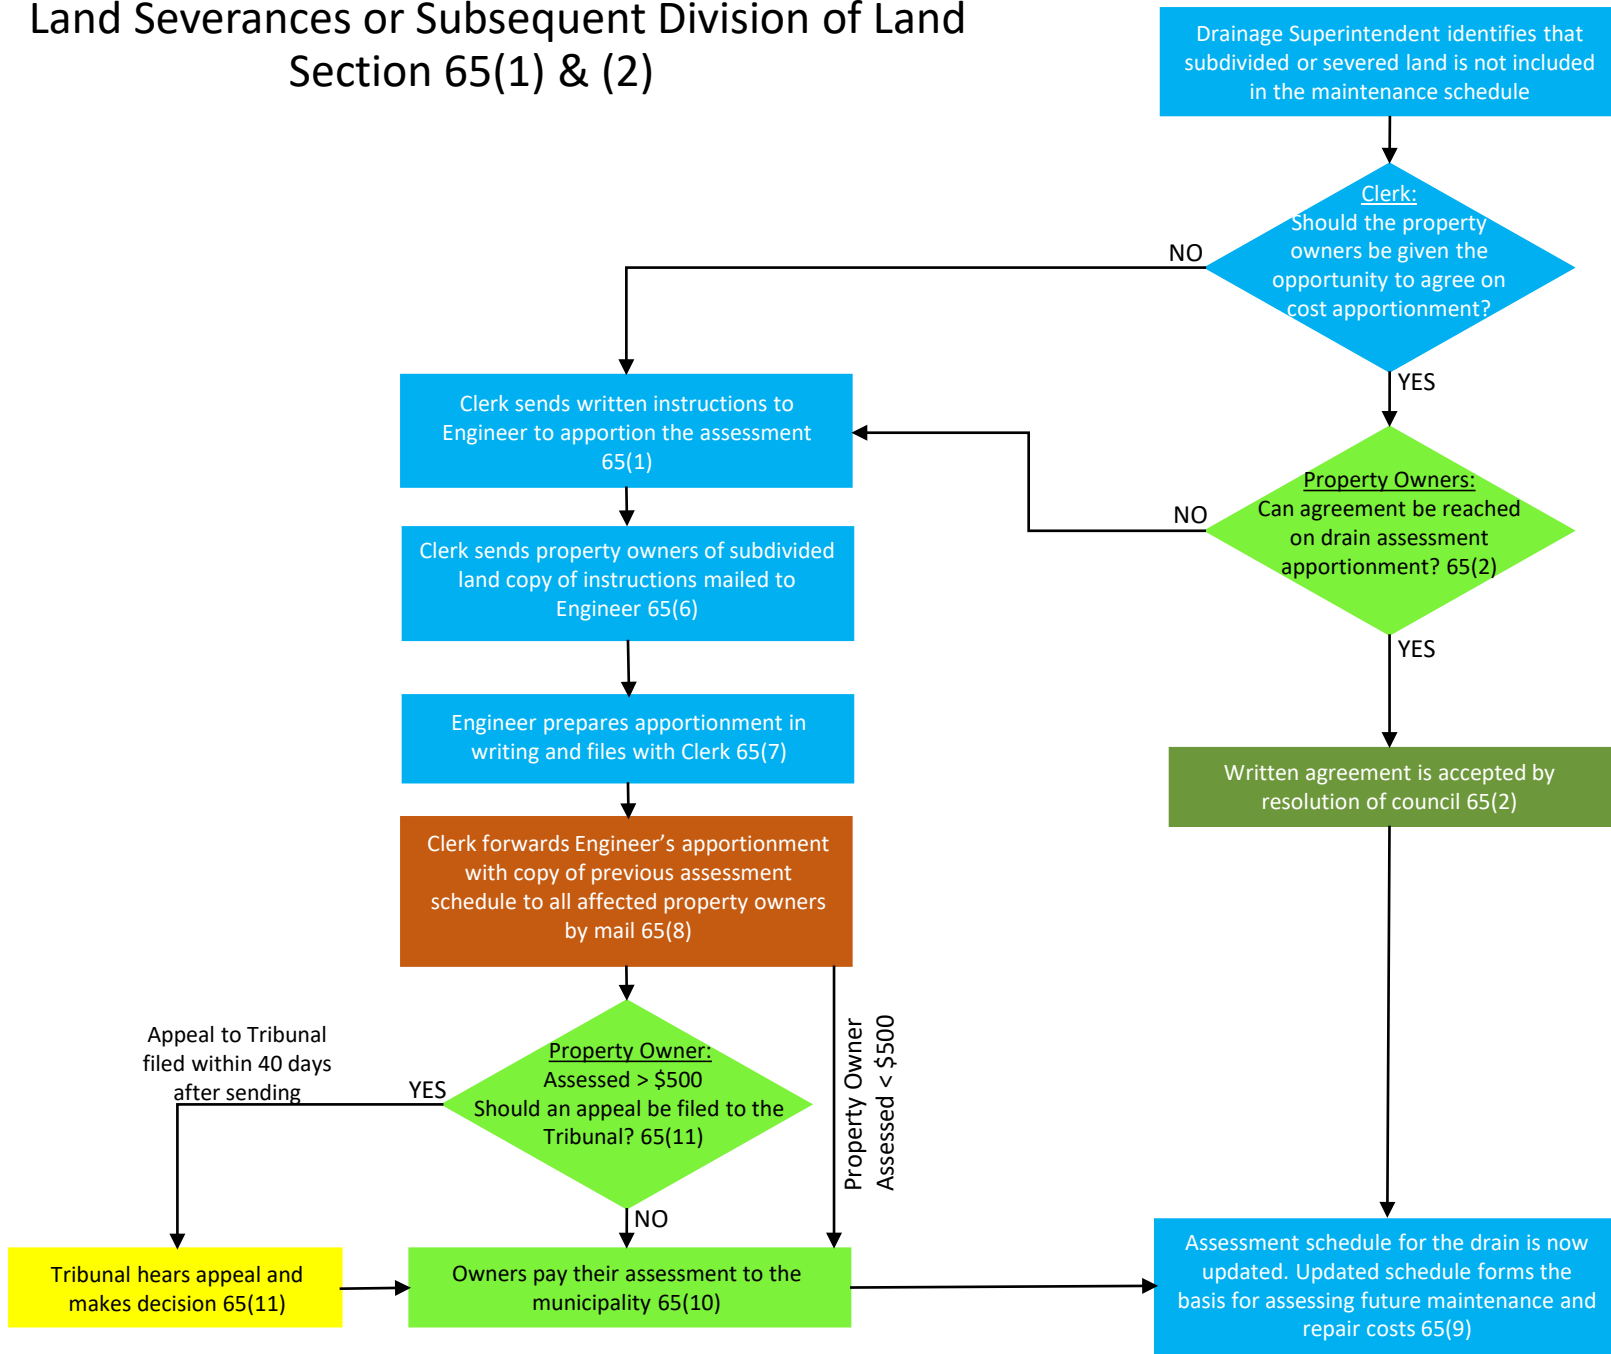 Land Severances or Subsequent Division of Land
Section 65(1) & (2)
Drainage Superintendent identifies that
subdivided or severed land is not included
in the maintenance schedule
Clerk:
Should the property
owners be given the
opportunity to agree on
cost apportionment?
NO
YES
Clerk sends written instructions to
Engineer to apportion the assessment
65(1)
Property Owners:
Can agreement be reached
on drain assessment
apportionment? 65(2)
NO
YES
Clerk sends property owners of subdivided
land copy of instructions mailed to
Engineer 65(6)
Engineer prepares apportionment in
writing and files with Clerk 65(7)
Written agreement is accepted by
resolution of council 65(2)
Clerk forwards Engineer’s apportionment
with copy of previous assessment
schedule to all affected property owners
by mail 65(8)
Property Owner
Assessed < $500
Property Owner:
Assessed > $500
Should an appeal be filed to the
Tribunal? 65(11)
Appeal to Tribunal
filed within 40 days
after sending
YES
NO
Tribunal hears appeal and
makes decision 65(11)
Owners pay their assessment to the
municipality 65(10)
Assessment schedule for the drain is now
updated. Updated schedule forms the
basis for assessing future maintenance and
repair costs 65(9)